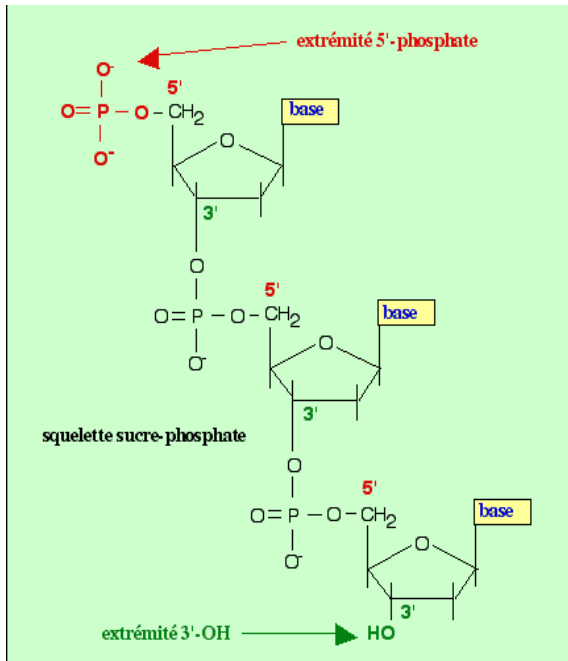 extrémité 5'-phosphate
O-
5'
base
O=P-O-CH2
O-
O
3'
O
5'
base
O=P-O-CH2
O-
O
3'
squelette sucre-phosphate
O
5'
base
O=P-O-CH2
O-
O
3'
extrémité 3'-OH
HO